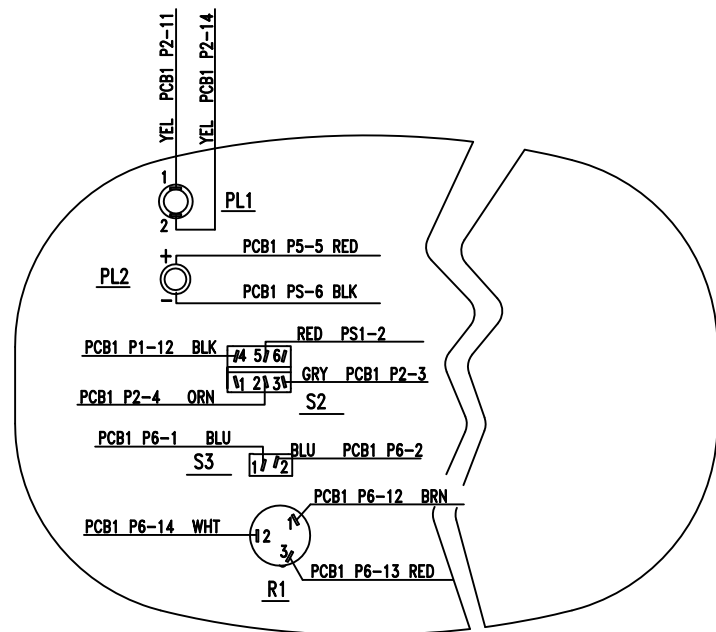 YEL PCB1 P2-11
YEL PCB1 P2-14
1
PL1
2
PCB1 P5-5 RED
+
PL2
-
PCB1 PS-6 BLK
RED PS1-2
PCB1 P1-12 BLK
4 5 6
GRY PCB1 P2-3
1 2 3
PCB1 P2-4 ORN
S2
PCB1 P6-1 BLU
BLU PCB1 P6-2
S3
1 2
PCB1 P6-12 BRN
1
PCB1 P6-14 WHT
2
3
PCB1 P6-13 RED
R1